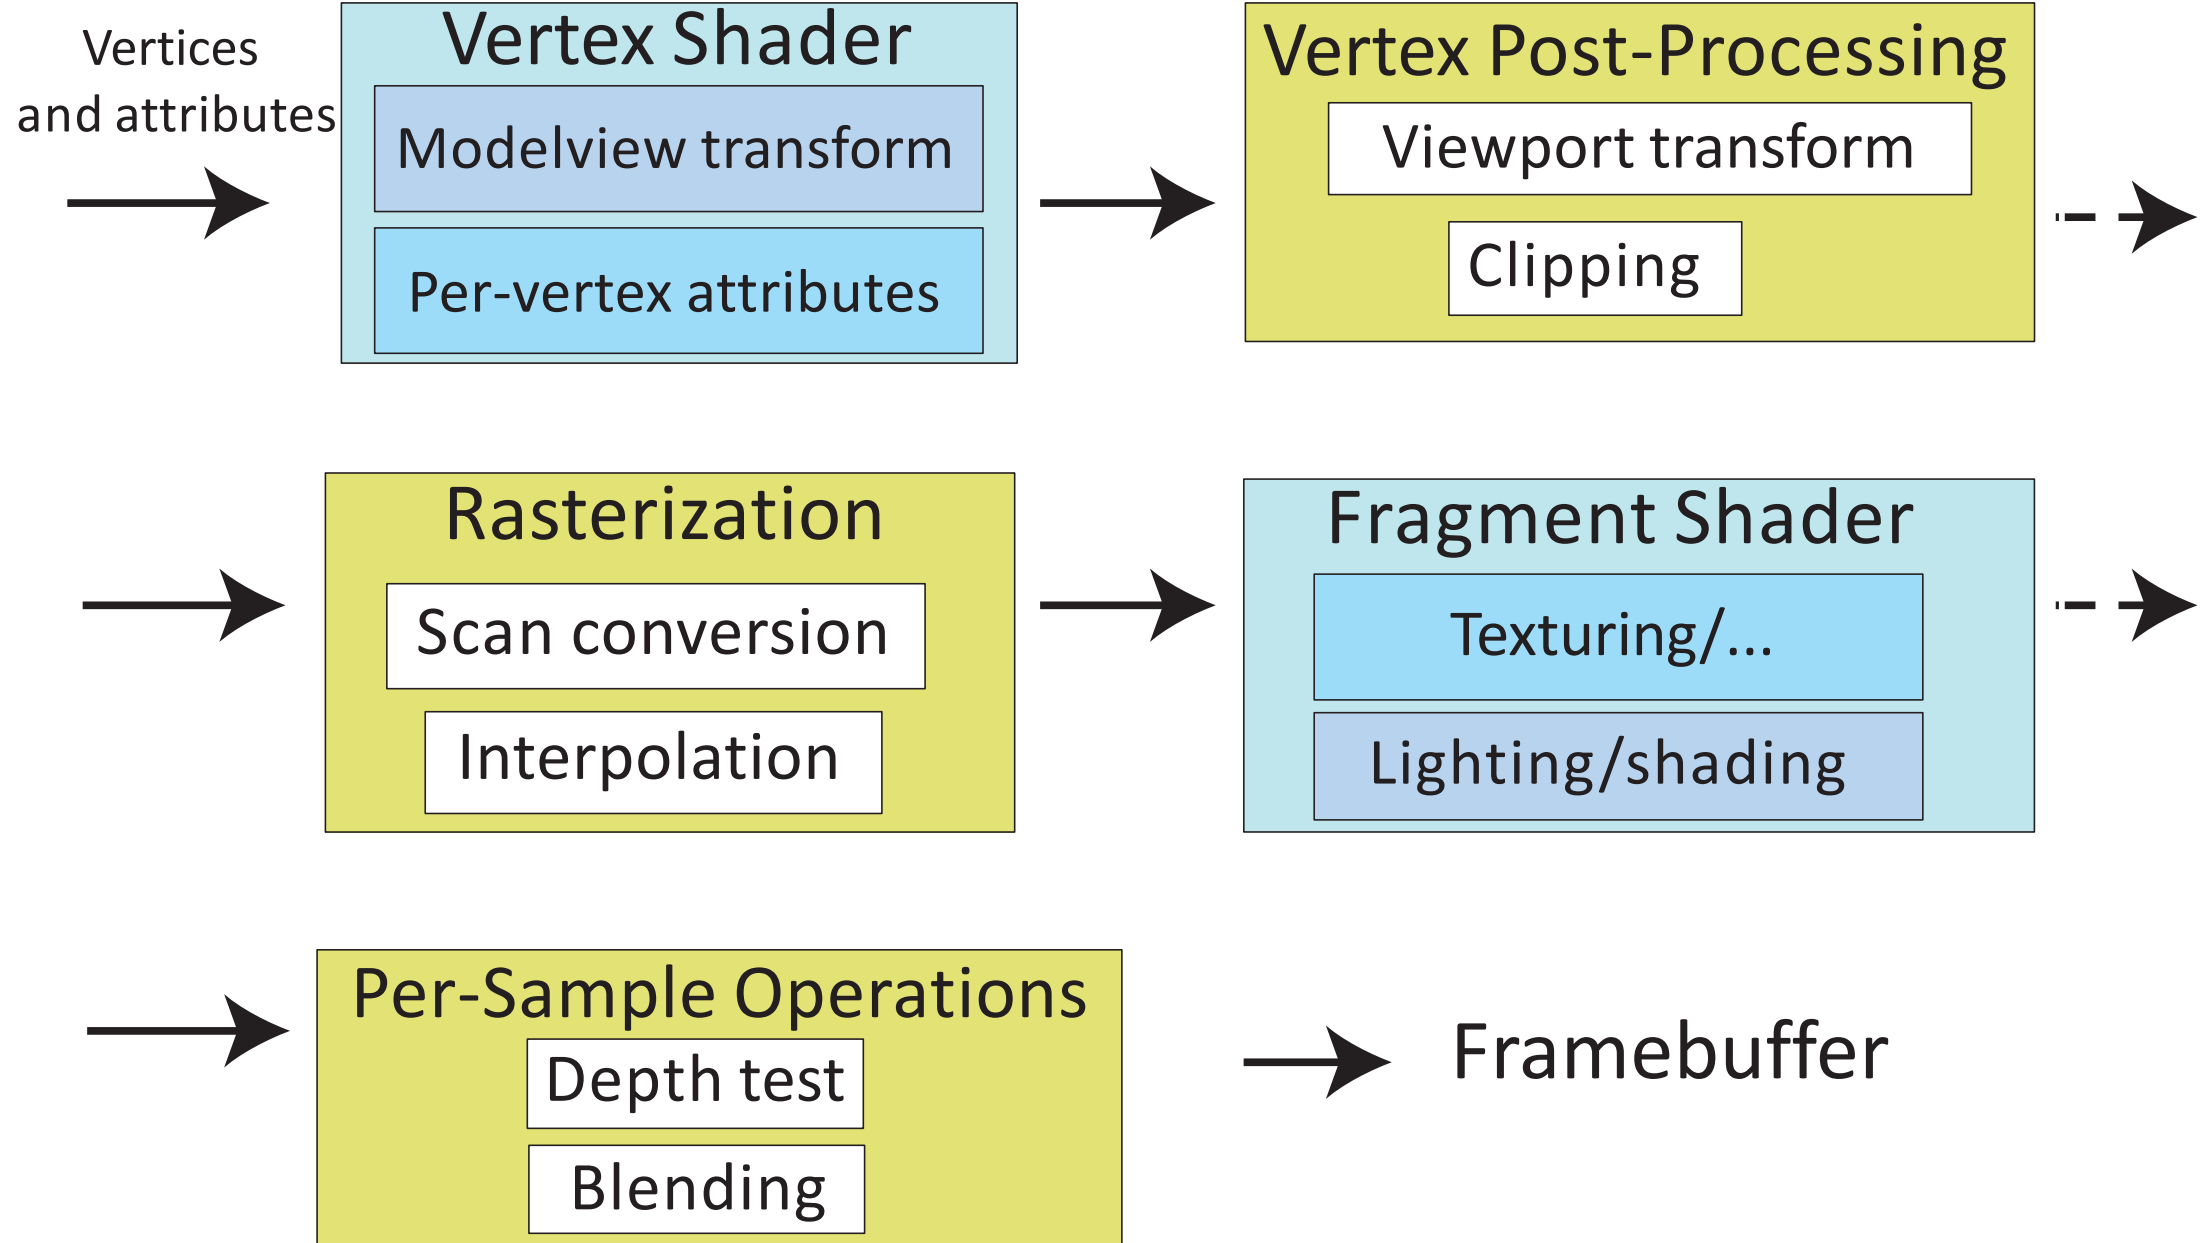 Vertices
and attributes
Vertex Shader
Modelview transform
Per-vertex attributes
Vertex Post-Processing
Viewport transform
Clipping
Rasterization
Scan conversion
Interpolation
Fragment Shader
Texturing/...
Lighting/shading
Per-Sample Operations
Depth test
Blending
Framebuffer